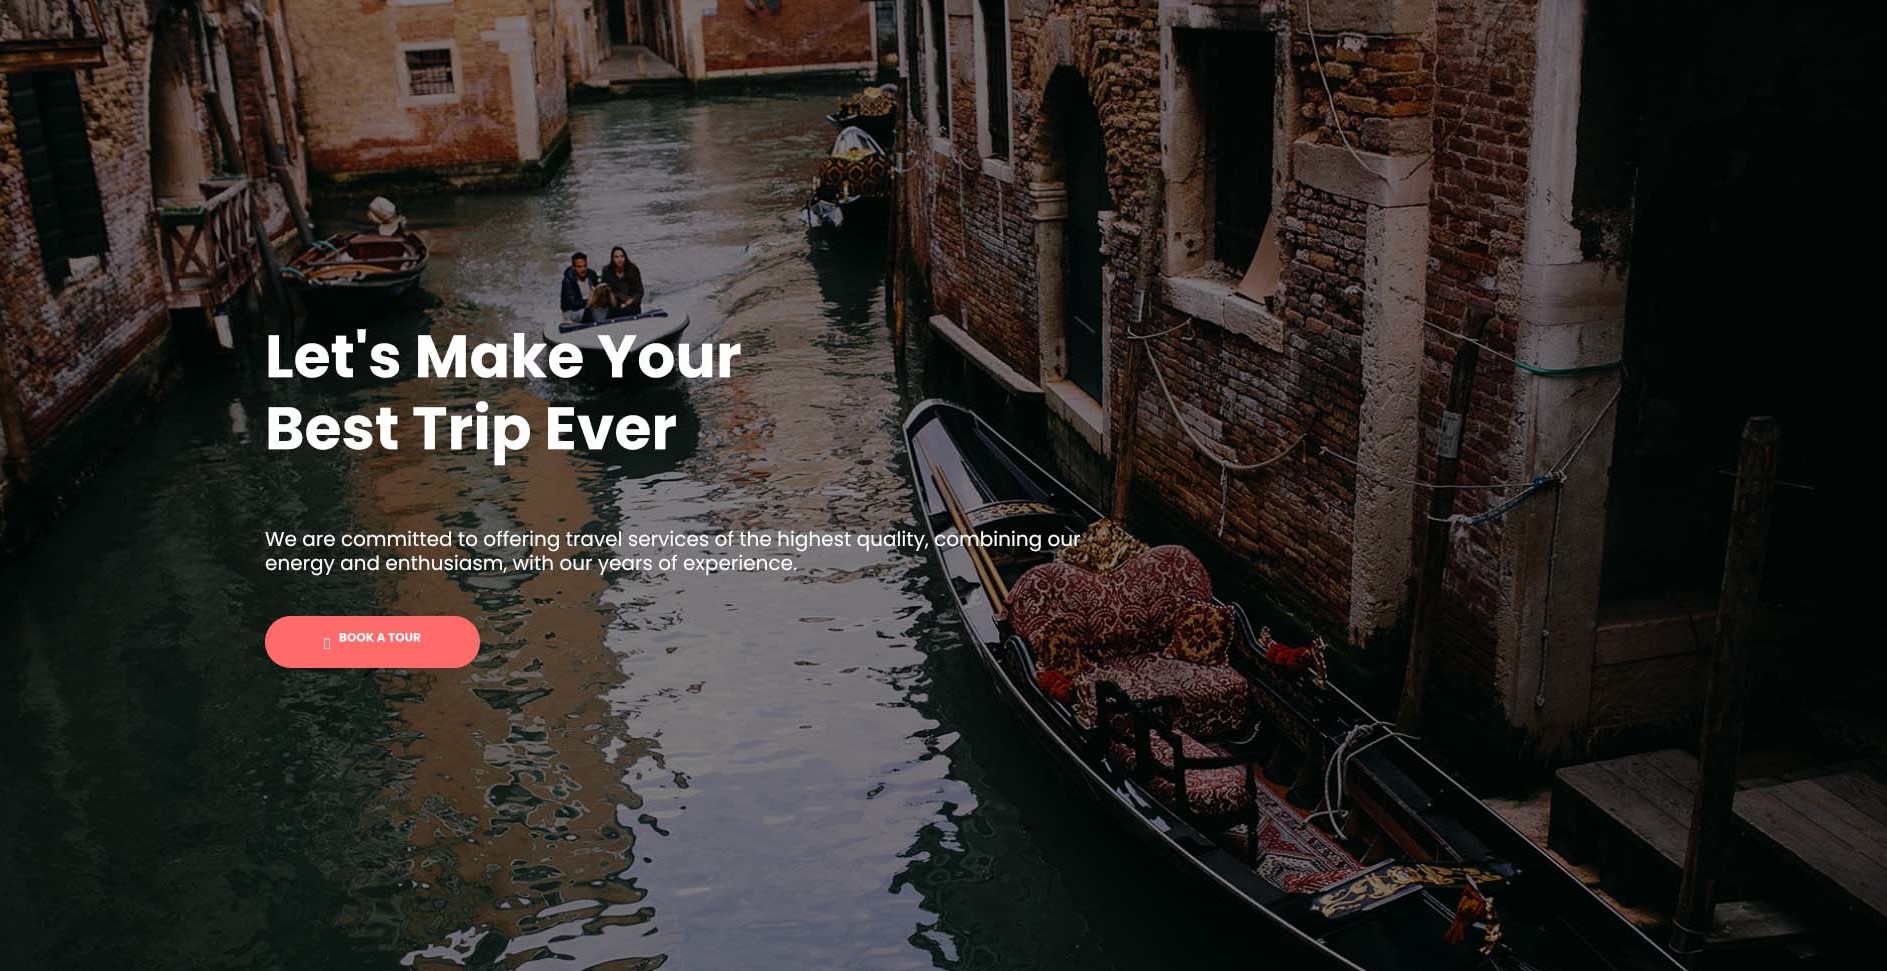 Let's Make Your
Best Trip Ever
We are committed to offering travel services of the highest quality, combining our
energy and enthusiasm, with our years of experience.
BOOK A TOUR